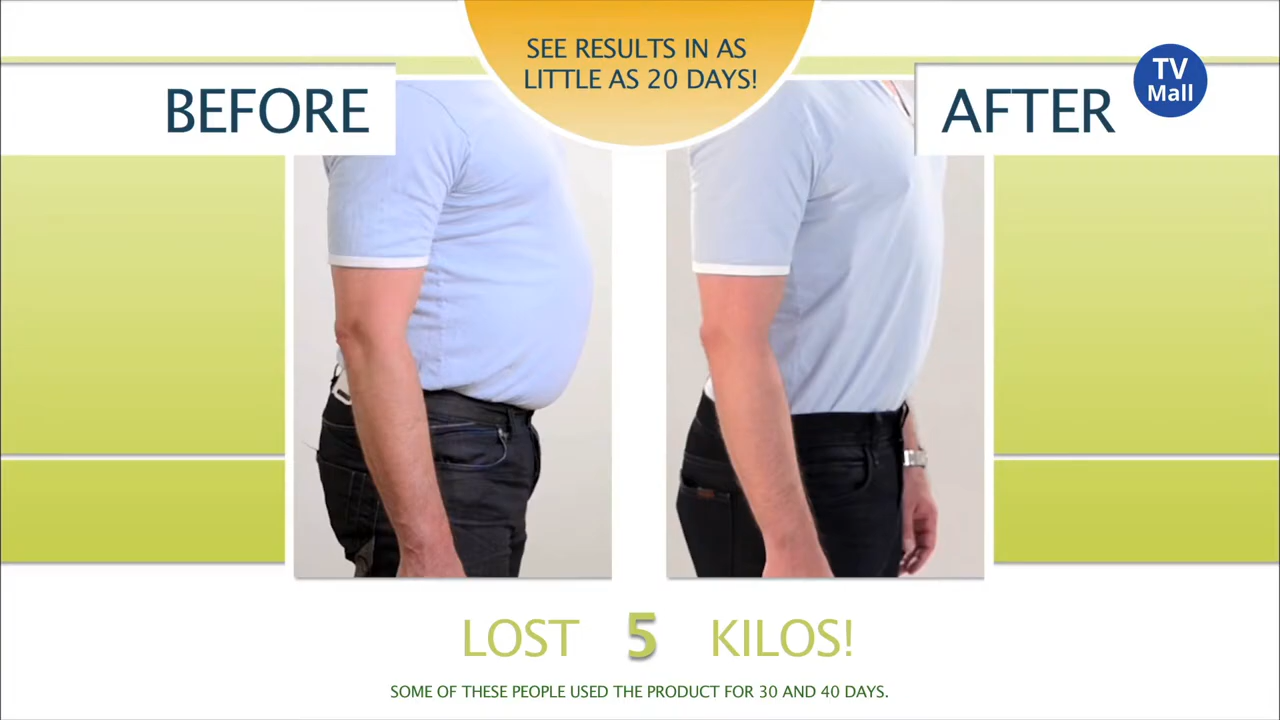 SEE RESULTS IN AS
LITTLE AS 20 DAYS!
BEFORE
AFTER
TV
Mall
LOST 5 KILOS!
SOME OF THESE PEOPLE USED THE PRODUCT FOR 30 AND 40 DAYS.